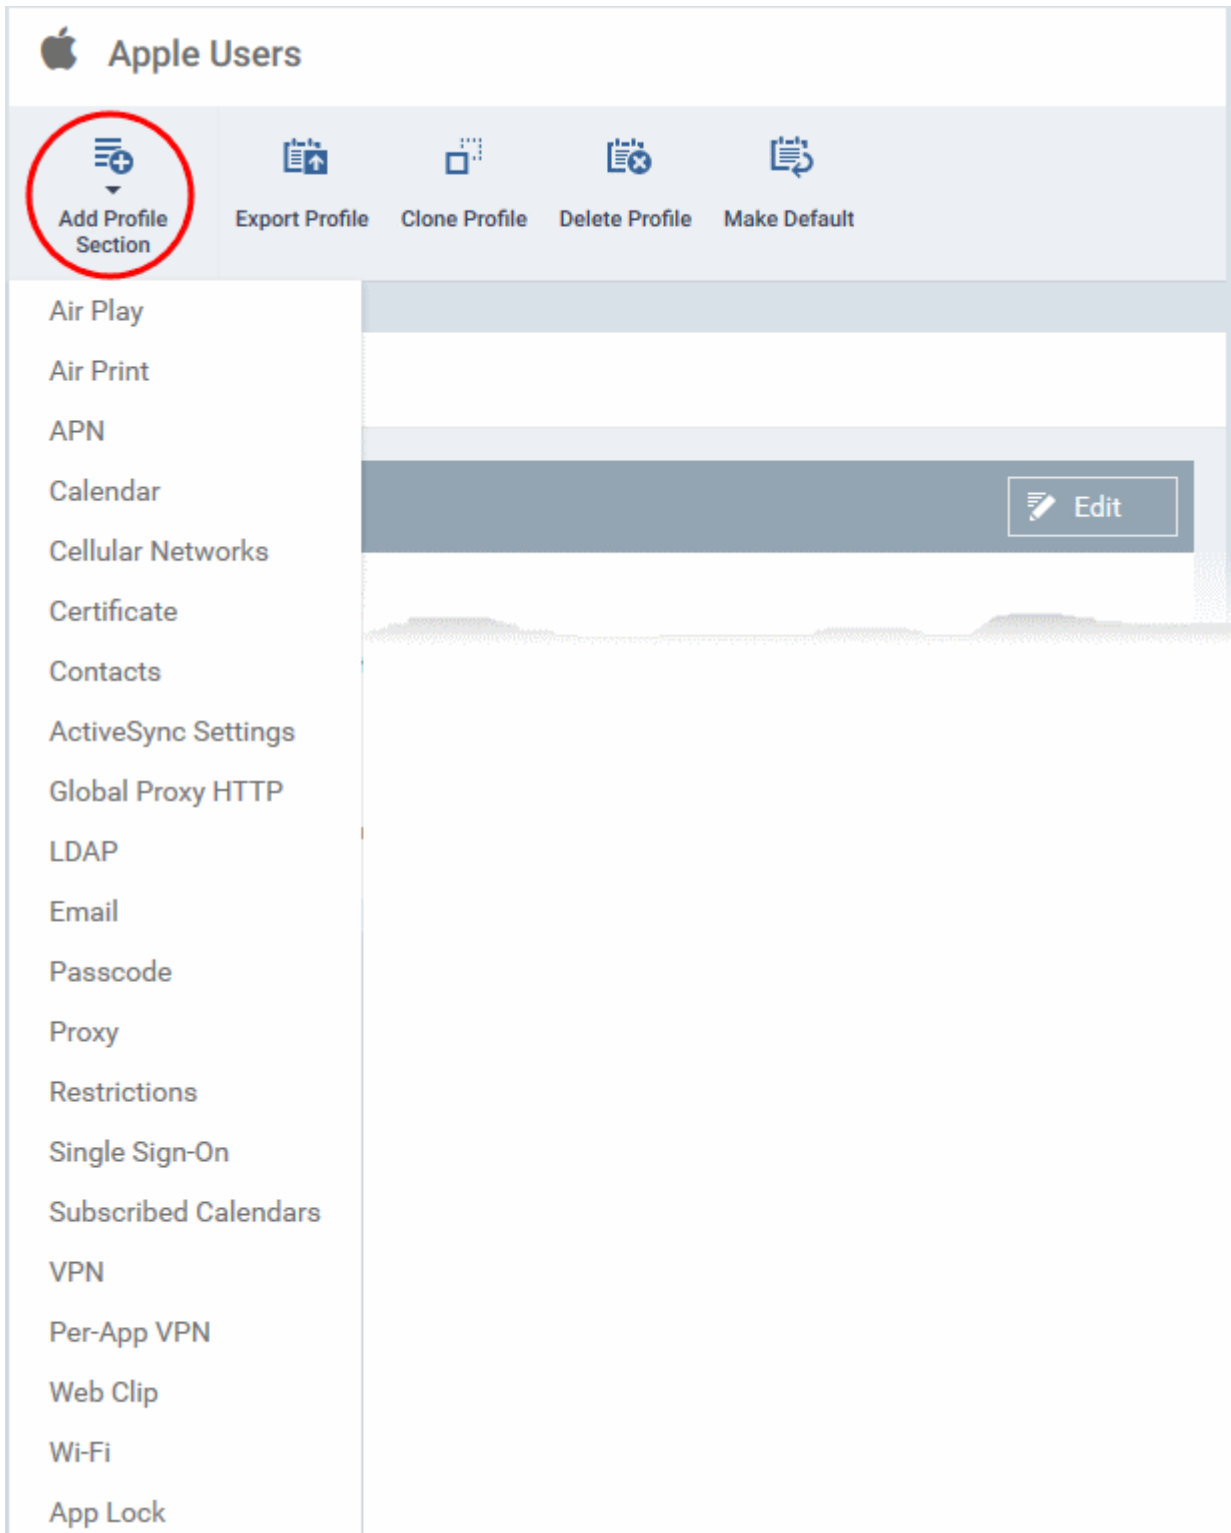 Apple Users
Add Profile
Section
Export Profile
Clone Profile
Delete Profile
Make Default
Air Play
Air Print
APN
Calendar
Edit
Cellular Networks
Certificate
Contacts
ActiveSync Settings
Global Proxy HTTP
LDAP
Email
Passcode
Proxy
Restrictions
Single Sign-On
Subscribed Calendars
VPN
Per-App VPN
Web Clip
Wi-Fi
App Lock